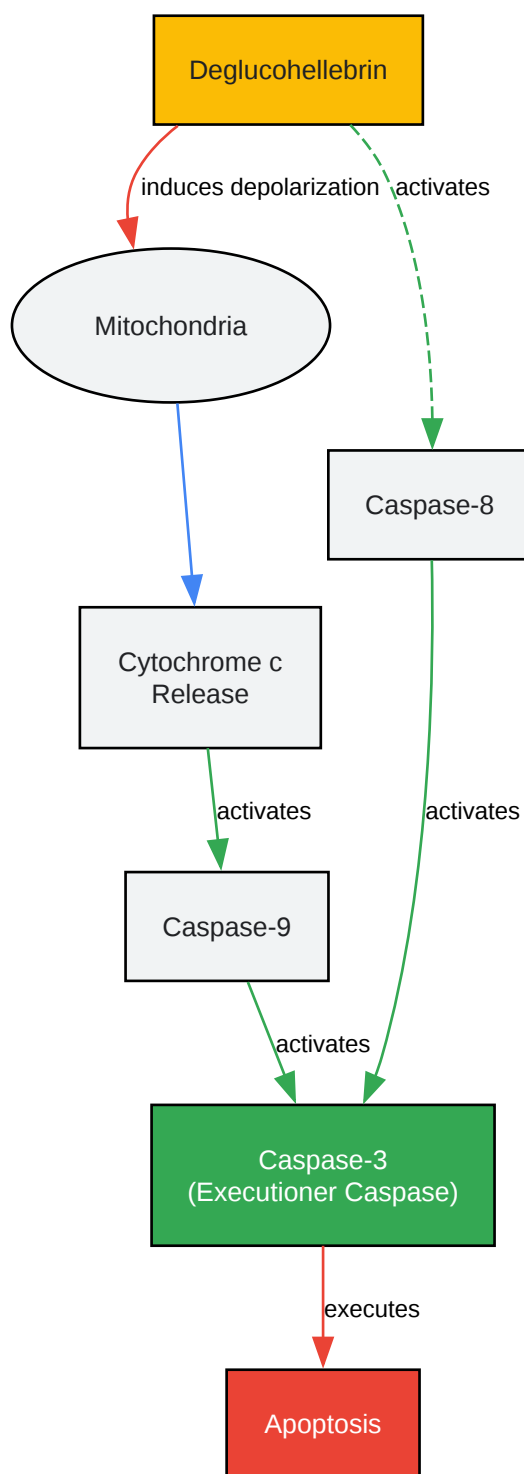 Deglucohellebrin
induces depolarization
activates
Mitochondria
Caspase-8
Cytochrome c
Release
activates
activates
Caspase-9
activates
Caspase-3
(Executioner Caspase)
executes
Apoptosis